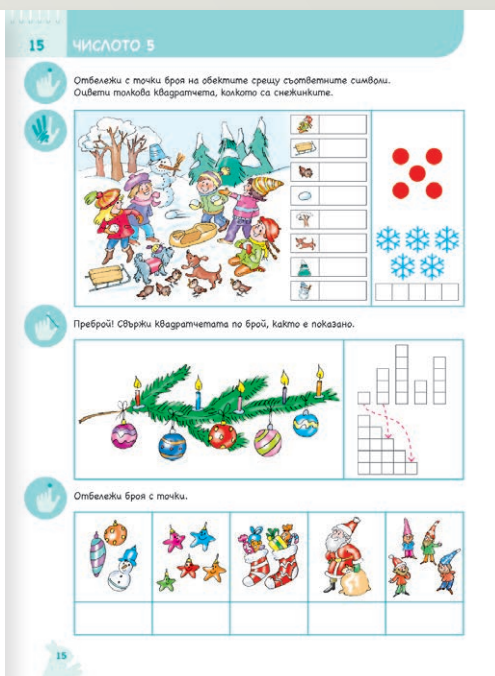 15 ЧИСЛОТО 5
Отбележи с точки броя на обектите срещу съответните символи.
Оцвети толкова квадратчета, колкото са снежинките.
Преброй! Свържи квадратчетата по брой, както е показано.
Отбележи броя с точки.
15